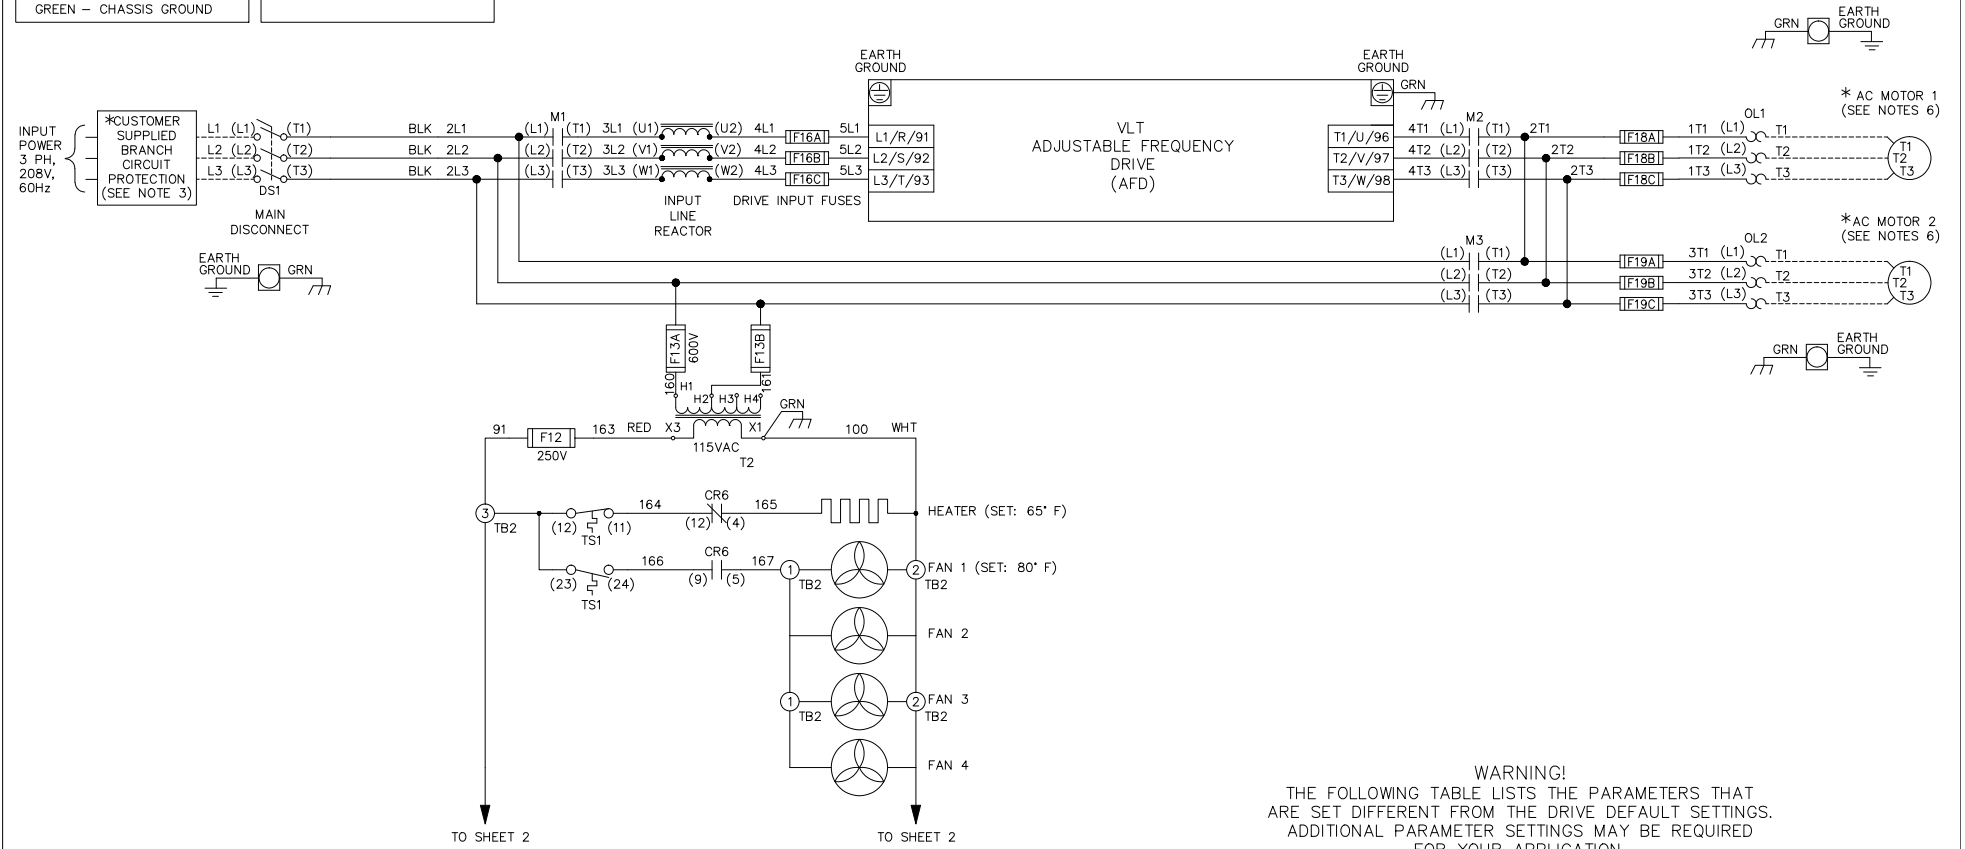 GREEN – CHASSIS GROUND
GRN
EARTH
GROUND
EARTH
GROUND
EARTH
GROUND
GRN
INPUT
POWER
3 PH,
208V,
60Hz
*CUSTOMER
SUPPLIED
BRANCH
CIRCUIT
PROTECTION
(SEE NOTE 3)
L1 (L1) (T1) BLK 2L1 (L1) M1 (T1) 3L1 (U1) (U2) 4L1 F16A 5L1 L1/R/91
L2 (L2) (T2) BLK 2L2 (L2) (T2) 3L2 (V1) (V2) 4L2 F16B 5L2 L2/S/92
L3 (L3) (T3) BLK 2L3 (L3) (T3) 3L3 (W1) (W2) 4L3 F16C 5L3 L3/T/93
DS1
MAIN
DISCONNECT
INPUT
LINE
REACTOR
DRIVE INPUT FUSES
VLT
ADJUSTABLE FREQUENCY
DRIVE
(AFD)
T1/U/96 4T1 (L1) M2 (T1) 2T1 F18A 1T1 (L1) OL1 T1
T2/V/97 4T2 (L2) (T2) 2T2 F18B 1T2 (L2) T2
T3/W/98 4T3 (L3) (T3) 2T3 F18C 1T3 (L3) T3
* AC MOTOR 1
(SEE NOTES 6)
T1
T2
T3
EARTH
GROUND
GRN
M3
(L1) (T1) F19A 3T1 (L1) OL2 T1
(L2) (T2) F19B 3T2 (L2) T2
(L3) (T3) F19C 3T3 (L3) T3
*AC MOTOR 2
(SEE NOTES 6)
T1
T2
T3
GRN
EARTH
GROUND
F13A
600V
F13B
160
161
H1
H2 H3 H4
GRN
91 F12 163 RED X3 X1 100 WHT
250V
115VAC
T2
3
TB2
(12) (11) 164 CR6 (12) (4) 165 HEATER (SET: 65° F)
TS1
(23) (24) 166 CR6 (9) (5) 167 1 TB2 2 TB2 FAN 1 (SET: 80° F)
TS1
FAN 2
1 TB2 2 TB2 FAN 3
FAN 4
TO SHEET 2
TO SHEET 2
WARNING!
THE FOLLOWING TABLE LISTS THE PARAMETERS THAT
ARE SET DIFFERENT FROM THE DRIVE DEFAULT SETTINGS.
ADDITIONAL PARAMETER SETTINGS MAY BE REQUIRED
FOR YOUR APPLICATION